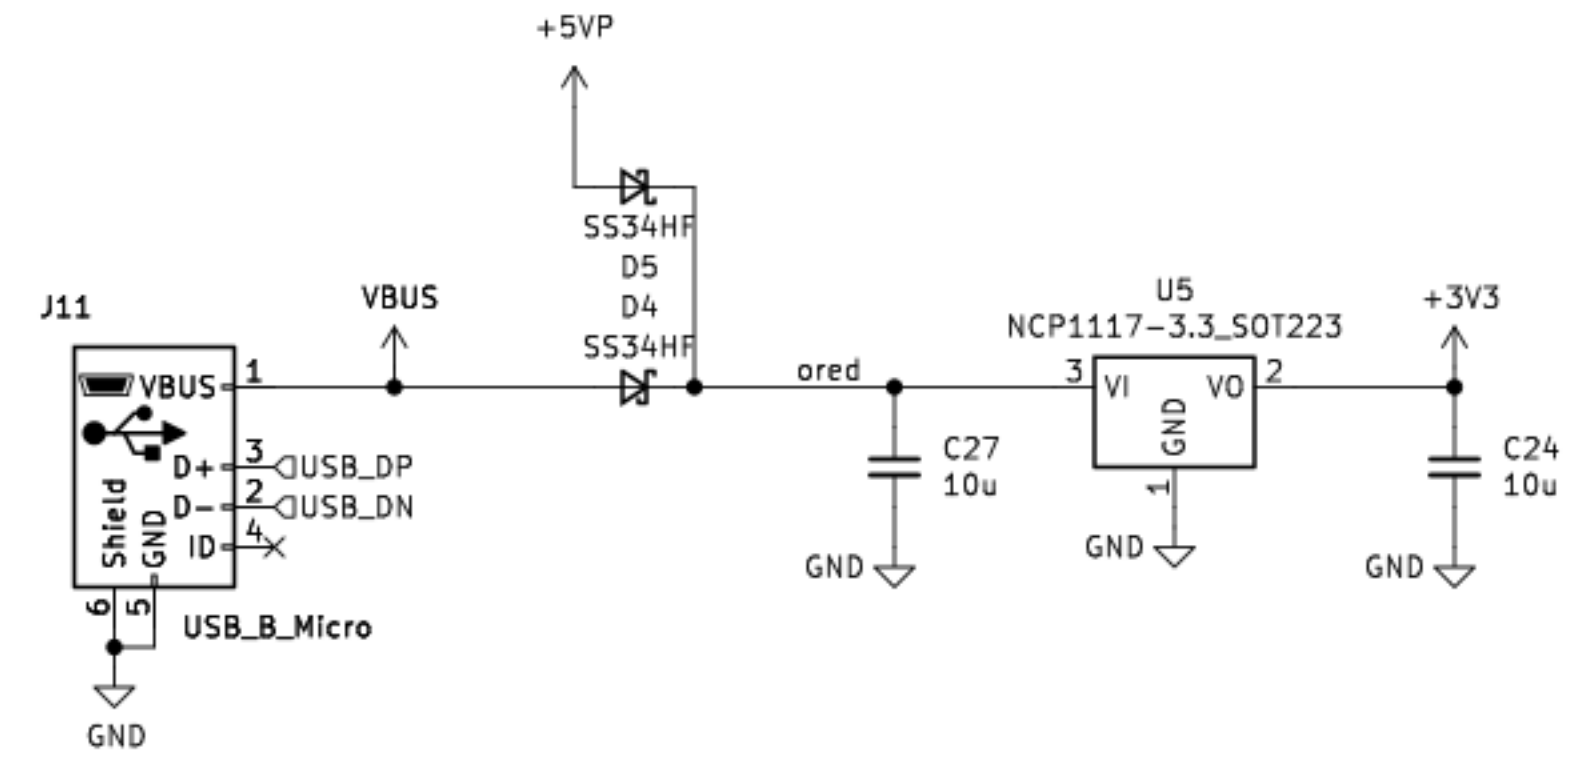 +5VP
SS34HF
D5
D4
SS34HF
J11
VBUS
VBUS
1
D+
3
USB_DP
D-
2
USB_DN
ID
4
Shield
GND
6
5
USB_B_Micro
GND
ored
C27
10u
GND
U5
NCP1117-3.3_SOT223
3
VI
VO
2
GND
1
GND
+3V3
C24
10u
GND